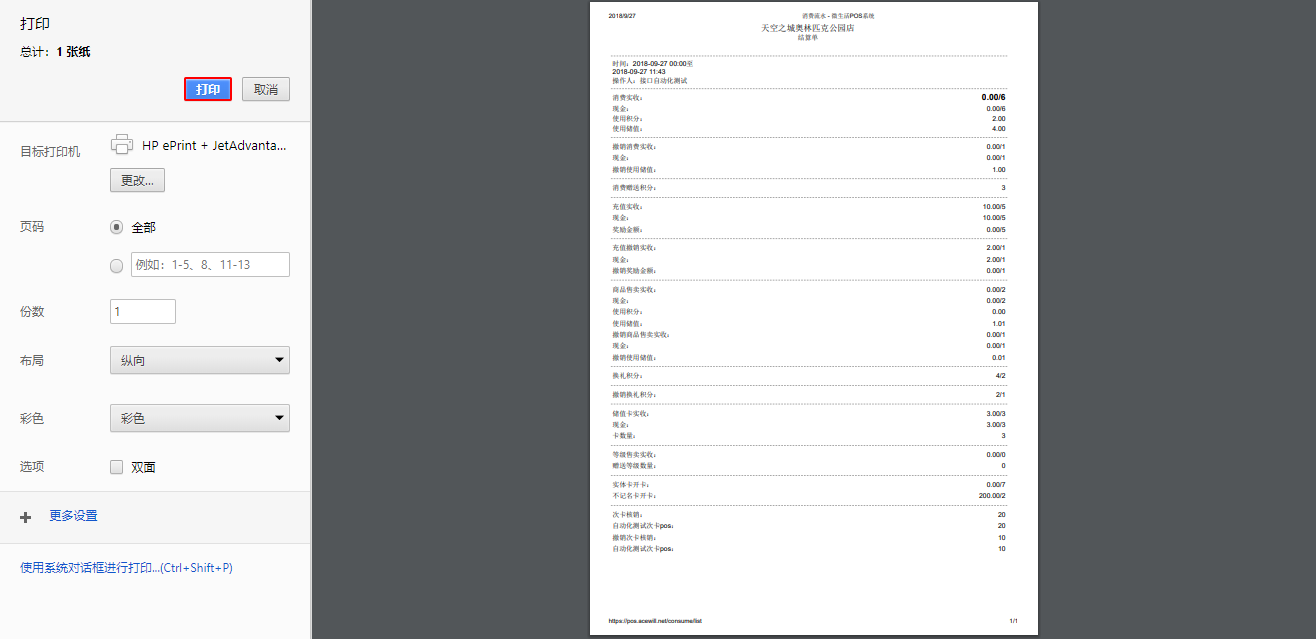 打印
总计：1 张纸
打印 取消
目标打印机 HP ePrint + JetAdvanta...
更改...
页码 全部
例如：1-5、8、11-13
份数 1
布局 纵向
彩色 彩色
选项 双面
更多设置
使用系统对话框进行打印...(Ctrl+Shift+P)
2018/9/27 消费流水 - 微生活POS系统
天空之城奥林匹克公园店
结算单
时间：2018-09-27 00:00至
2018-09-27 11:43
操作人：接口自动化测试
消费实收： 0.00/6
现金： 0.00/6
使用积分： 2.00
使用储值： 4.00
撤销消费实收： 0.00/1
现金： 0.00/1
撤销使用储值： 1.00
消费赠送积分： 3
充值实收： 10.00/5
现金： 10.00/5
奖励金额： 0.00/5
充值撤销实收： 2.00/1
现金： 2.00/1
撤销奖励金额： 0.00/1
商品售卖实收： 0.00/2
现金： 0.00/2
使用积分： 0.00
使用储值： 1.01
撤销商品售卖实收： 0.00/1
现金： 0.00/1
撤销使用储值： 0.01
换礼积分： 4/2
撤销换礼积分： 2/1
储值卡实收： 3.00/3
现金： 3.00/3
卡数量： 3
等级售卖实收： 0.00/0
赠送等级数量： 0
实体卡开卡： 0.00/7
不记名卡开卡： 200.00/2
次卡核销： 20
自动化测试次卡pos： 20
撤销次卡核销： 10
自动化测试次卡pos： 10
https://pos.acewill.net/consume/list 1/1